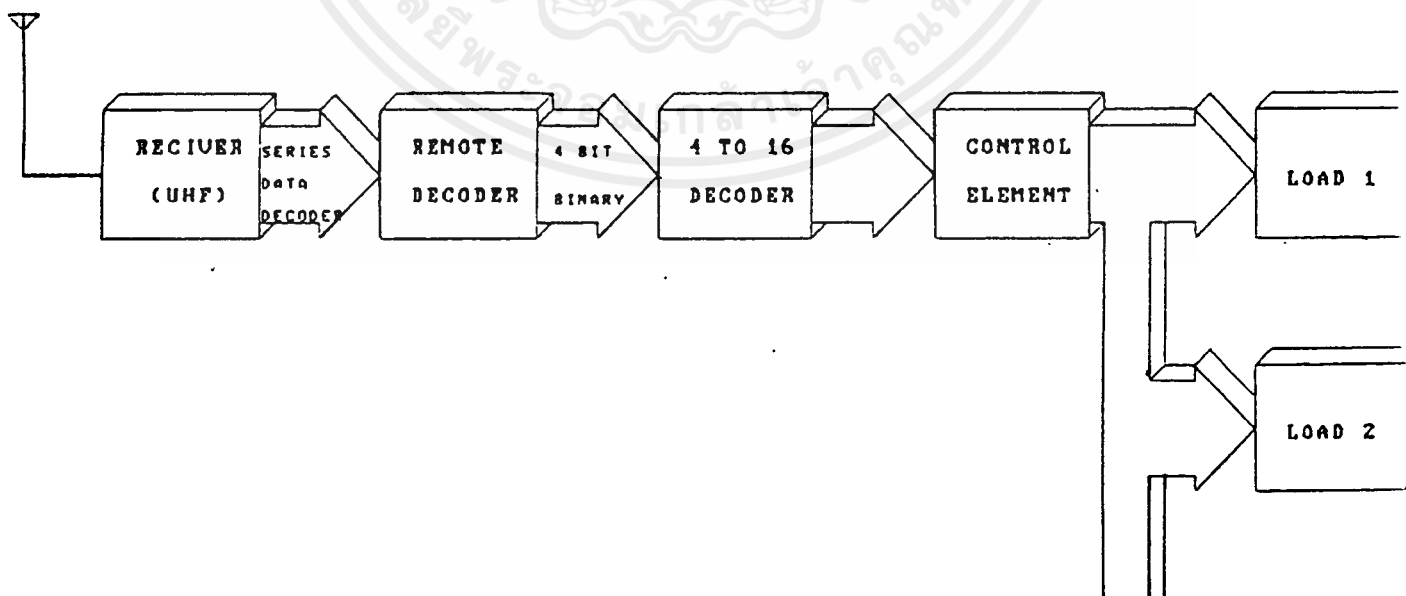 RECIVER
(UHF)
SERIES
DATA
DECODER
REMOTE
DECODER
4 BIT
BINARY
4 TO 16
DECODER
CONTROL
ELEMENT
LOAD 1
LOAD 2